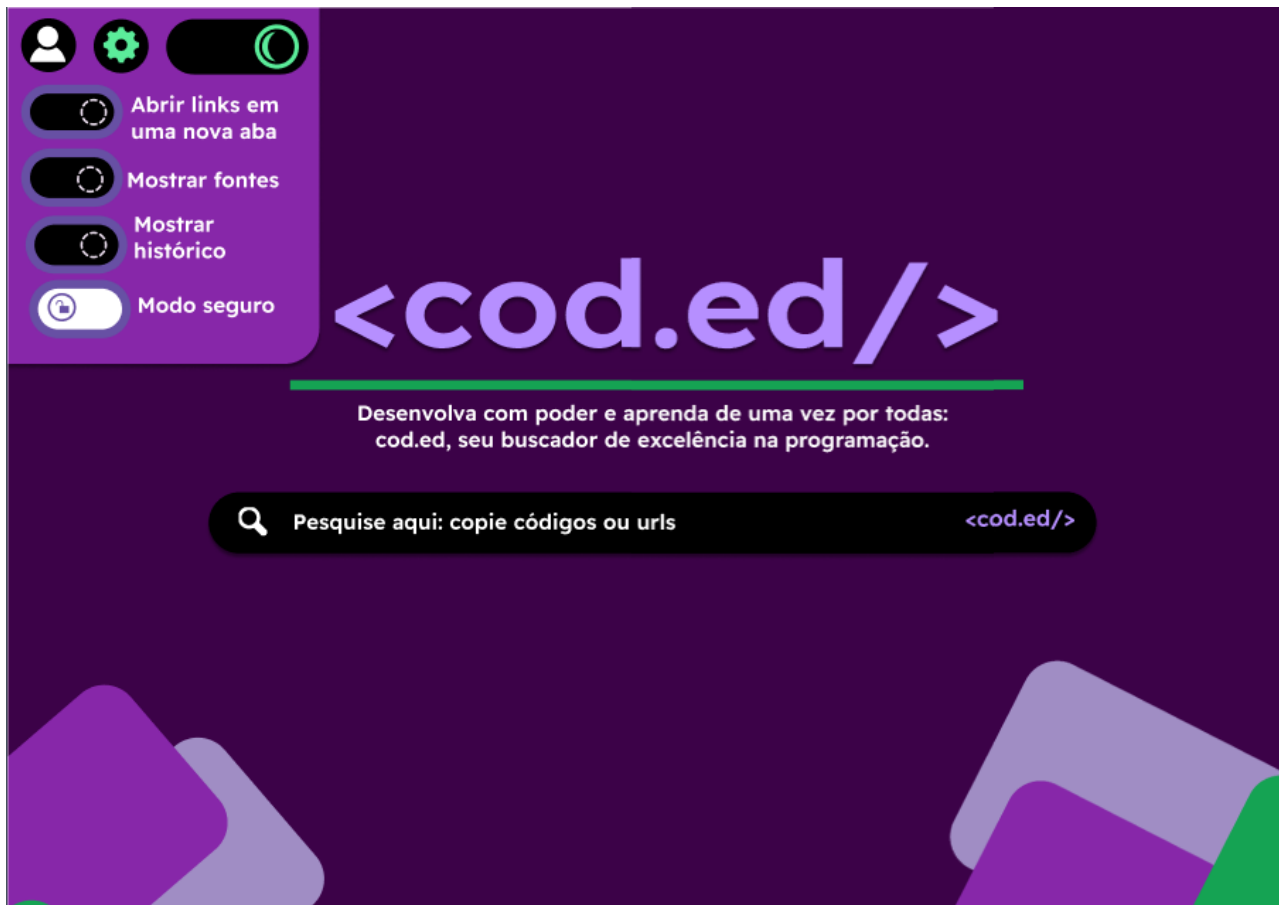 Abrir links em
uma nova aba
Mostrar fontes
Mostrar
histórico
Modo seguro
<cod.ed/>
Desenvolva com poder e aprenda de uma vez por todas:
cod.ed, seu buscador de excelência na programação.
Pesquise aqui: copie códigos ou urls
<cod.ed/>